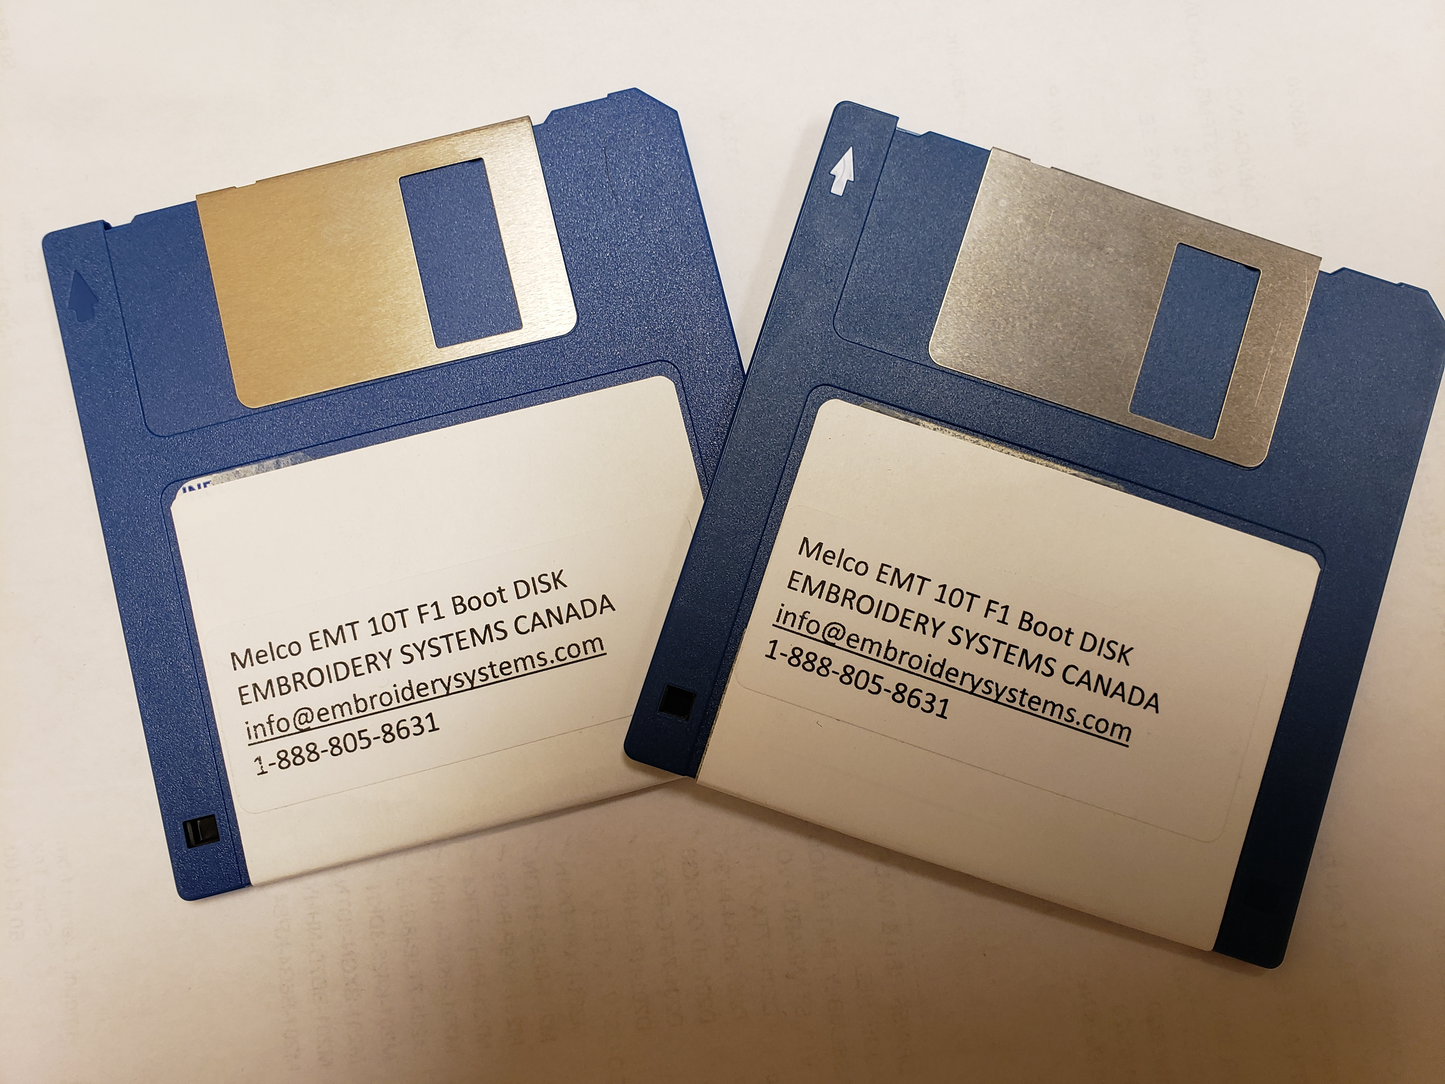 Melco EMT 10T F1 Boot DISK
EMBROIDERY SYSTEMS CANADA
info@embroiderysystems.com
1-888-805-8631
Melco EMT 10T F1 Boot DISK
EMBROIDERY SYSTEMS CANADA
info@embroiderysystems.com
1-888-805-8631